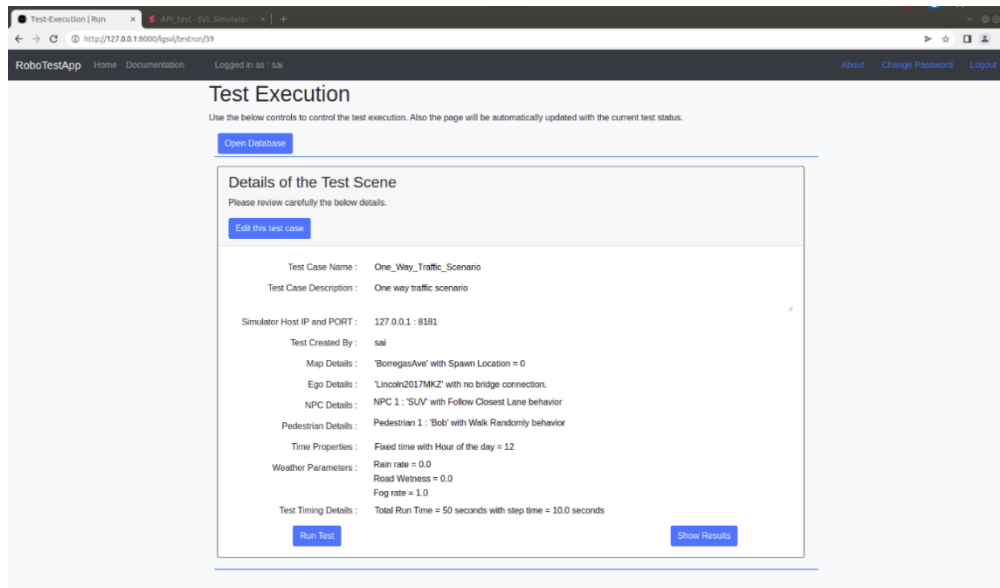 Test-Execution | Run
API_test - SVL Simulator
http://127.0.0.1:8000/lgsvl/testrun/39
RoboTestApp Home Documentation Logged in as : sai About Change Password Logout
Test Execution
Use the below controls to control the test execution. Also the page will be automatically updated with the current test status.
Open Database
Details of the Test Scene
Please review carefully the below details.
Edit this test case
Test Case Name : One_Way_Traffic_Scenario
Test Case Description : One way traffic scenario
Simulator Host IP and PORT : 127.0.0.1 : 8181
Test Created By : sai
Map Details : 'BorregasAve' with Spawn Location = 0
Ego Details : 'Lincoln2017MKZ' with no bridge connection.
NPC Details : NPC 1 : 'SUV' with Follow Closest Lane behavior
Pedestrian Details : Pedestrian 1 : 'Bob' with Walk Randomly behavior
Time Properties : Fixed time with Hour of the day = 12
Weather Parameters : Rain rate = 0.0
Road Wetness = 0.0
Fog rate = 1.0
Test Timing Details : Total Run Time = 50 seconds with step time = 10.0 seconds
Run Test Show Results